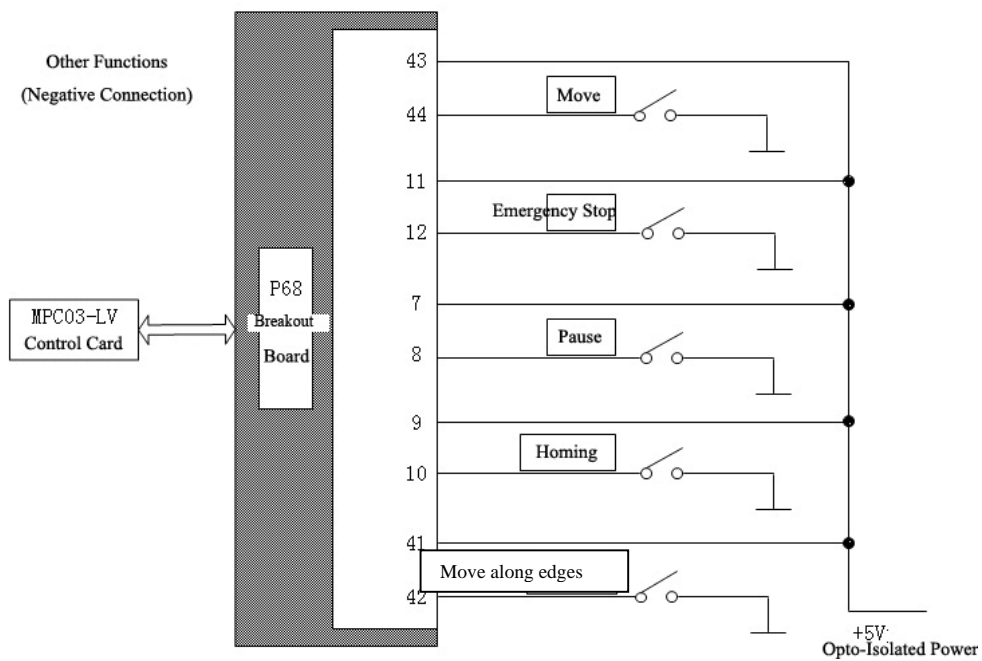 Other Functions
(Negative Connection)
43
Move
44
11
Emergency Stop
12
7
P68
Breakout
Board
MPC03-LV
Control Card
Pause
8
9
Homing
10
41
Move along edges
42
+5V
Opto-Isolated Power